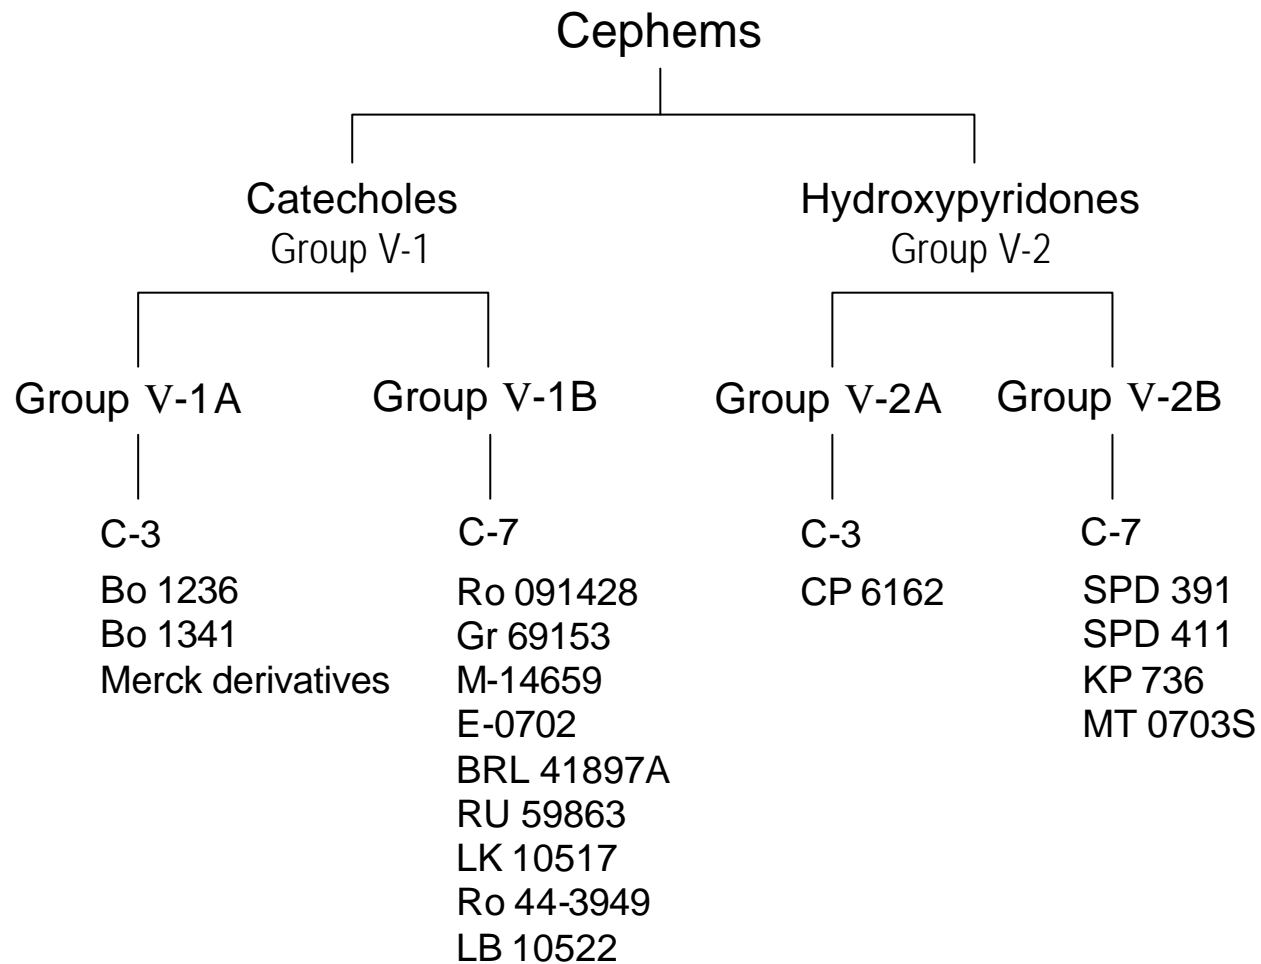 Cephems
Catecholes
Group V-1
Hydroxypyridones
Group V-2
Group V-1A
Group V-1B
Group V-2A
Group V-2B
C-3
Bo 1236
Bo 1341
Merck derivatives
C-7
Ro 091428
Gr 69153
M-14659
E-0702
BRL 41897A
RU 59863
LK 10517
Ro 44-3949
LB 10522
C-3
CP 6162
C-7
SPD 391
SPD 411
KP 736
MT 0703S